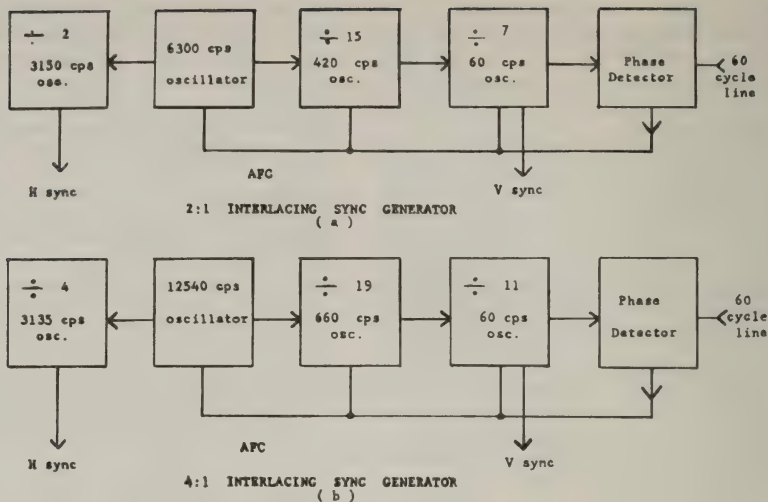 ÷ 2
3150 cps
osc.
6300 cps
oscillator
÷ 15
420 cps
osc.
÷ 7
60 cps
osc.
Phase
Detector
60
cycle
line
AFC
H sync
V sync
2:1 INTERLACING SYNC GENERATOR
( a )
÷ 4
3135 cps
osc.
12540 cps
oscillator
÷ 19
660 cps
osc.
÷ 11
60 cps
osc.
Phase
Detector
60
cycle
line
AFC
H sync
V sync
4:1 INTERLACING SYNC GENERATOR
( b )